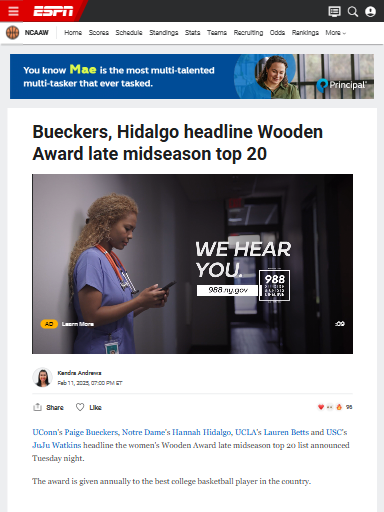 ESPN
NCAAW
Home Scores Schedule Standings Stats Teams Recruiting Odds Rankings More
You know Mae is the most multi-talented
multi-tasker that ever tasked.
Principal
Bueckers, Hidalgo headline Wooden
Award late midseason top 20
WE HEAR
YOU.
988
988 ny.gov
AD Learn More
:09
Kendra Andrews
Feb 11, 2025, 07:00 PM ET
Share Like
96
UConn's Paige Bueckers, Notre Dame's Hannah Hidalgo, UCLA's Lauren Betts and USC's
JuJu Watkins headline the women's Wooden Award late midseason top 20 list announced
Tuesday night.
The award is given annually to the best college basketball player in the country.